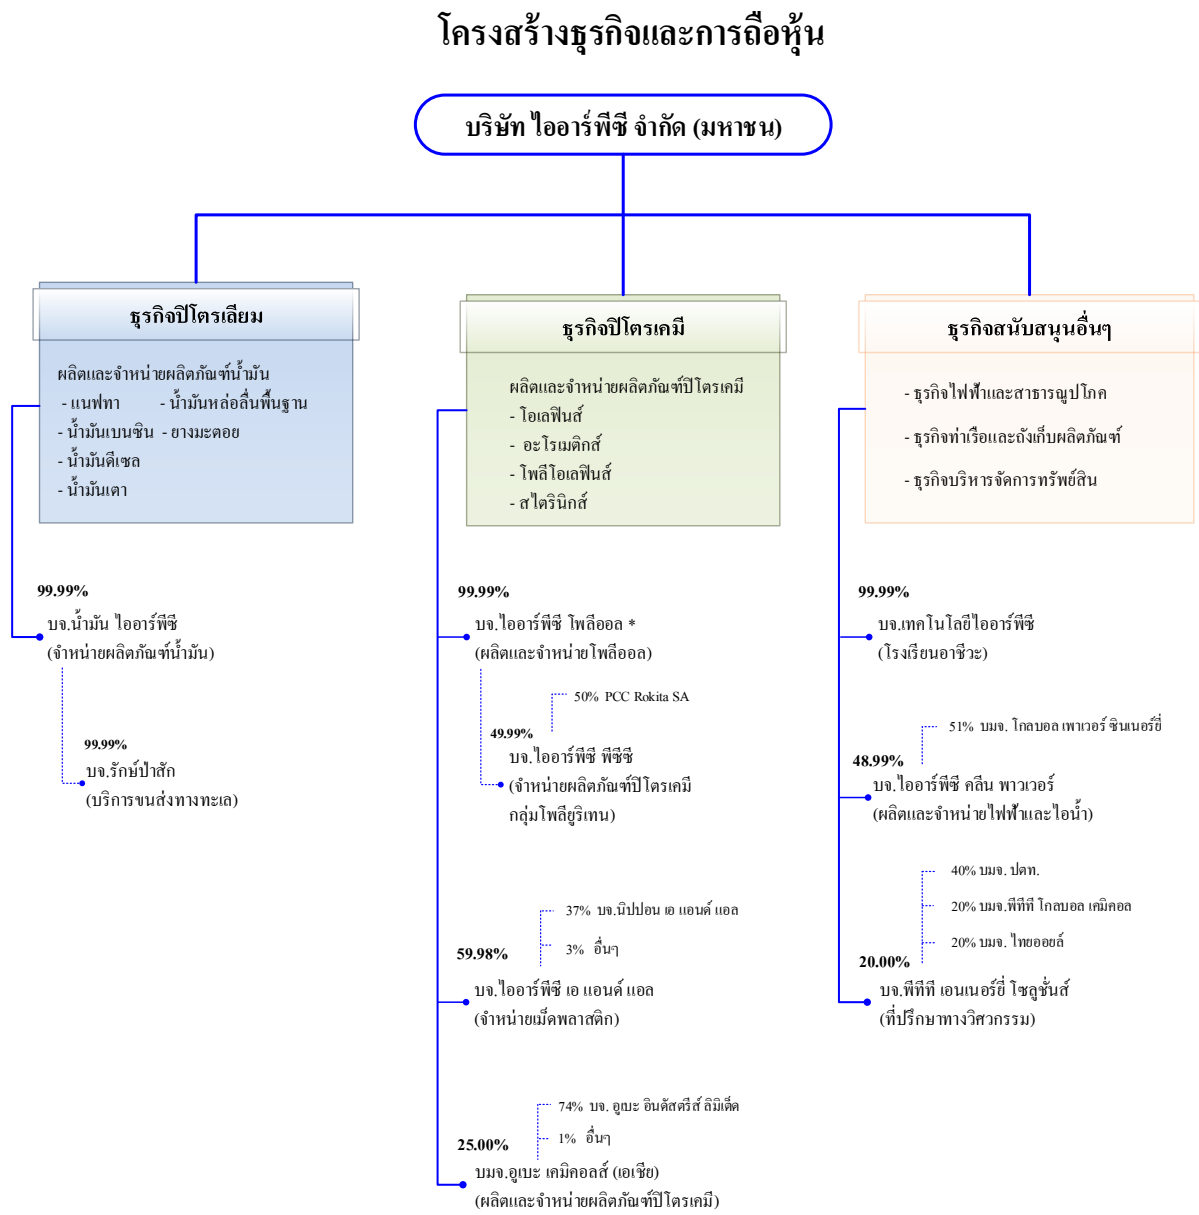 โครงสร้างธุรกิจและการถือหุ้น
บริษัท ไออาร์พีซี จำกัด (มหาชน)
ธุรกิจปิโตรเลียม
ผลิตและจำหน่ายผลิตภัณฑ์น้ำมัน
- แนฟทา - น้ำมันหล่อลื่นพื้นฐาน
- น้ำมันเบนซิน - ยางมะตอย
- น้ำมันดีเซล
- น้ำมันเตา
99.99%
บจ.น้ำมัน ไออาร์พีซี
(จำหน่ายผลิตภัณฑ์น้ำมัน)
99.99%
บจ.รักษ์ป่าสัก
(บริการขนส่งทางทะเล)
ธุรกิจปิโตรเคมี
ผลิตและจำหน่ายผลิตภัณฑ์ปิโตรเคมี
- โอเลฟินส์
- อะโรเมติกส์
- โพลีโอเลฟินส์
- สไตรินิกส์
99.99%
บจ.ไออาร์พีซี โพลีออล *
(ผลิตและจำหน่ายโพลีออล)
50% PCC Rokita SA
49.99%
บจ.ไออาร์พีซี พีซีซี
(จำหน่ายผลิตภัณฑ์ปิโตรเคมี
กลุ่มโพลียูริเทน)
37% บจ.นิปปอน เอ แอนด์ แอล
3% อื่นๆ
59.98%
บจ.ไออาร์พีซี เอ แอนด์ แอล
(จำหน่ายเม็ดพลาสติก)
74% บจ. อูเบะ อินดัสตรีส์ ลิมิเต็ด
1% อื่นๆ
25.00%
บมจ.อูเบะ เคมิคอลส์ (เอเชีย)
(ผลิตและจำหน่ายผลิตภัณฑ์ปิโตรเคมี)
ธุรกิจสนับสนุนอื่นๆ
- ธุรกิจไฟฟ้าและสาธารณูปโภค
- ธุรกิจท่าเรือและถังเก็บผลิตภัณฑ์
- ธุรกิจบริหารจัดการทรัพย์สิน
99.99%
บจ.เทคโนโลยีไออาร์พีซี
(โรงเรียนอาชีวะ)
51% บมจ. โกลบอล เพาเวอร์ ซินเนอร์ยี่
48.99%
บจ.ไออาร์พีซี คลีน พาวเวอร์
(ผลิตและจำหน่ายไฟฟ้าและไอน้ำ)
40% บมจ. ปตท.
20% บมจ.พีทีที โกลบอล เคมิคอล
20% บมจ. ไทยออยล์
20.00%
บจ.พีทีที เอนเนอร์ยี่ โซลูชั่นส์
(ที่ปรึกษาทางวิศวกรรม)